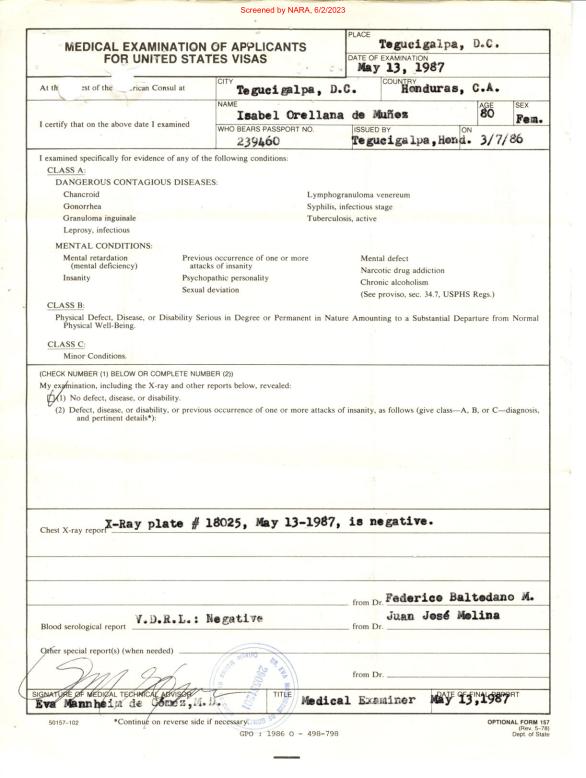 Screened by NARA, 6/2/2023
MEDICAL EXAMINATION OF APPLICANTS
FOR UNITED STATES VISAS
PLACE
Tegucigalpa, D.C.
DATE OF EXAMINATION
May 13, 1987
At th est of the rican Consul at
CITY
Tegucigalpa, D.C.
COUNTRY
Honduras, C.A.
I certify that on the above date I examined
NAME
Isabel Orellana de Muñoz
AGE
80
SEX
Fem.
WHO BEARS PASSPORT NO.
239460
ISSUED BY
Tegucigalpa,Hond.
ON
3/7/86
I examined specifically for evidence of any of the following conditions:
CLASS A:
DANGEROUS CONTAGIOUS DISEASES:
Chancroid
Gonorrhea
Granuloma inguinale
Leprosy, infectious
Lymphogranuloma venereum
Syphilis, infectious stage
Tuberculosis, active
MENTAL CONDITIONS:
Mental retardation
(mental deficiency)
Insanity
Previous occurrence of one or more
attacks of insanity
Psychopathic personality
Sexual deviation
Mental defect
Narcotic drug addiction
Chronic alcoholism
(See proviso, sec. 34.7, USPHS Regs.)
CLASS B:
Physical Defect, Disease, or Disability Serious in Degree or Permanent in Nature Amounting to a Substantial Departure from Normal
Physical Well-Being.
CLASS C:
Minor Conditions.
(CHECK NUMBER (1) BELOW OR COMPLETE NUMBER (2))
My examination, including the X-ray and other reports below, revealed:
(1) No defect, disease, or disability.
(2) Defect, disease, or disability, or previous occurrence of one or more attacks of insanity, as follows (give class—A, B, or C—diagnosis,
and pertinent details*):
Chest X-ray report X-Ray plate # 18025, May 13-1987, is negative.
from Dr. Federico Baltodano M.
Blood serological report V.D.R.L.: Negative
from Dr. Juan José Molina
Other special report(s) (when needed)
from Dr.
SIGNATURE OF MEDICAL TECHNICAL ADVISOR
Eva Mannheim de Gómez, M.D.
TITLE
Medical Examiner
DATE OF FINAL REPORT
May 13,1987
50157-102
*Continue on reverse side if necessary.
OPTIONAL FORM 157
(Rev. 5-78)
Dept. of State
GPO : 1986 O - 498-798